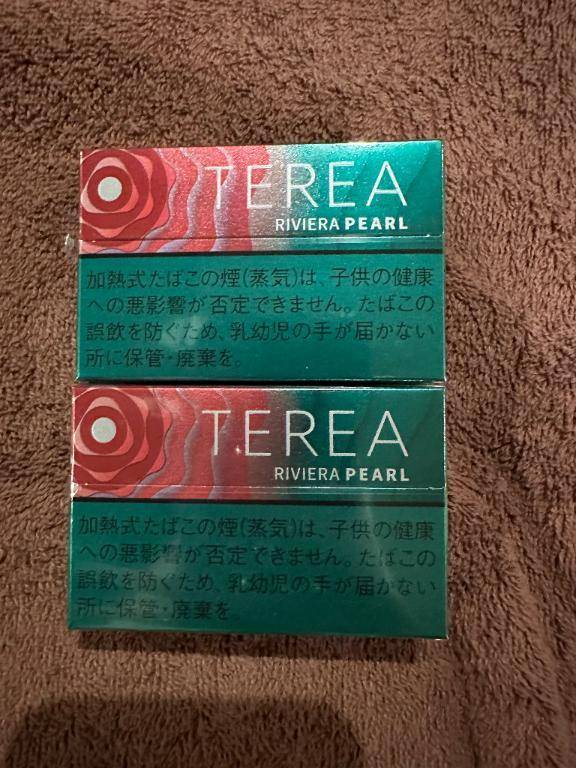 TEREA
RIVIERA PEARL
加熱式たばこの煙(蒸気)は、子供の健康
への悪影響が否定できません。たばこの
誤飲を防ぐため、乳幼児の手が届かない
所に保管・廃棄を。
TEREA
RIVIERA PEARL
加熱式たばこの煙(蒸気)は、子供の健康
への悪影響が否定できません。たばこの
誤飲を防ぐため、乳幼児の手が届かない
所に保管・廃棄を